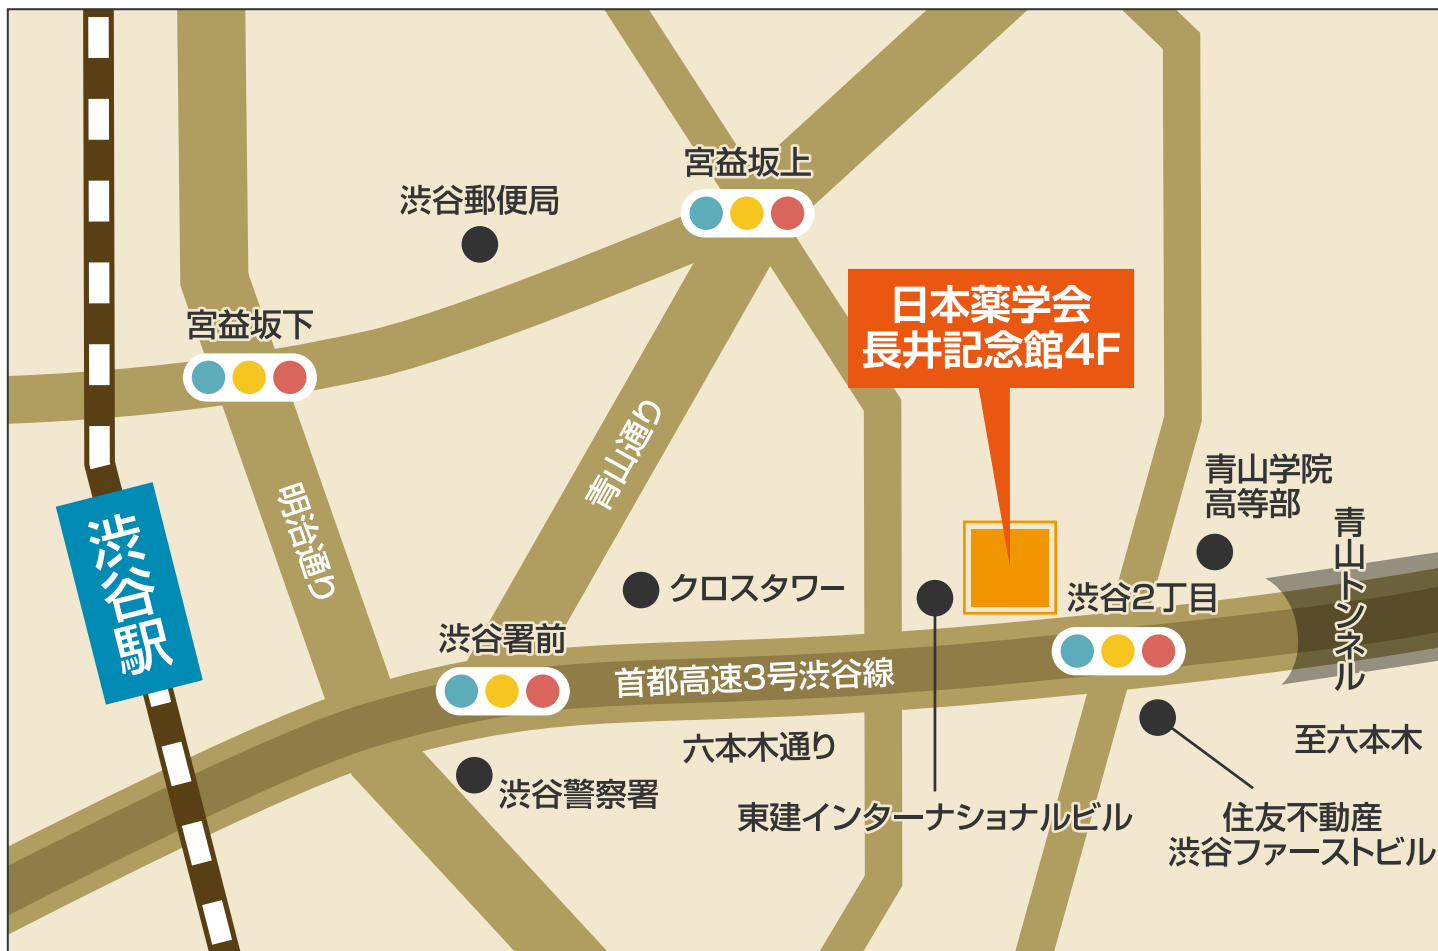 宮益坂上
渋谷郵便局
日本薬学会
長井記念館4F
宮益坂下
青山通り
青山学院
高等部
明治通り
青山トンネル
渋谷駅
クロスタワー
渋谷2丁目
渋谷署前
首都高速3号渋谷線
六本木通り
至六本木
渋谷警察署
東建インターナショナルビル
住友不動産
渋谷ファーストビル